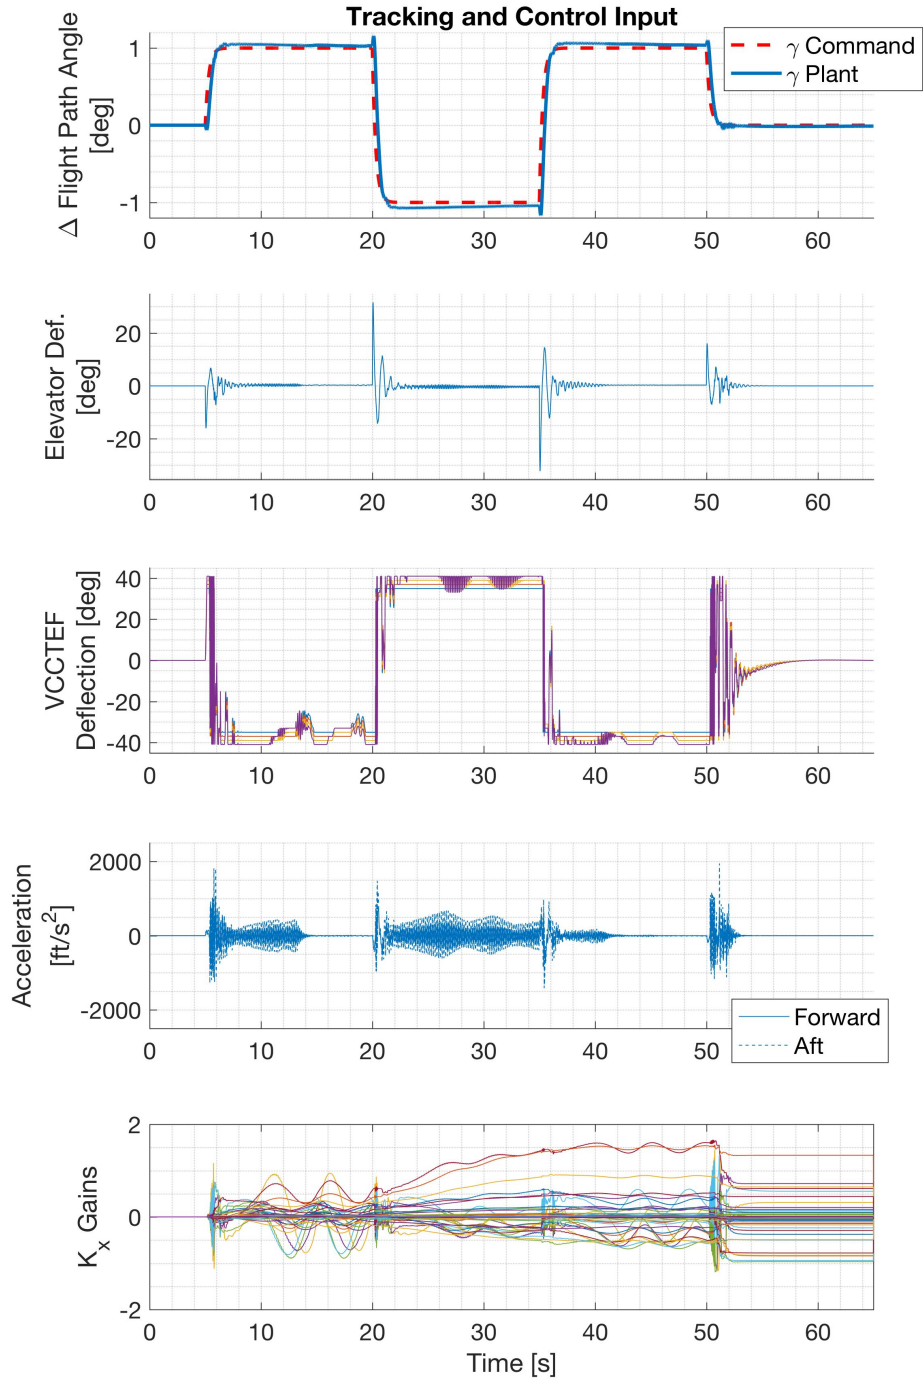 Tracking and Control Input
Δ Flight Path Angle
[deg]
1
0
-1
γ Command
γ Plant
0 10 20 30 40 50 60
Elevator Def.
[deg]
20
0
-20
0 10 20 30 40 50 60
VCCTEF
Deflection [deg]
40
20
0
-20
-40
0 10 20 30 40 50 60
Acceleration
[ft/s²]
2000
0
-2000
Forward
Aft
0 10 20 30 40 50 60
Kₓ Gains
2
0
-2
0 10 20 30 40 50 60
Time [s]